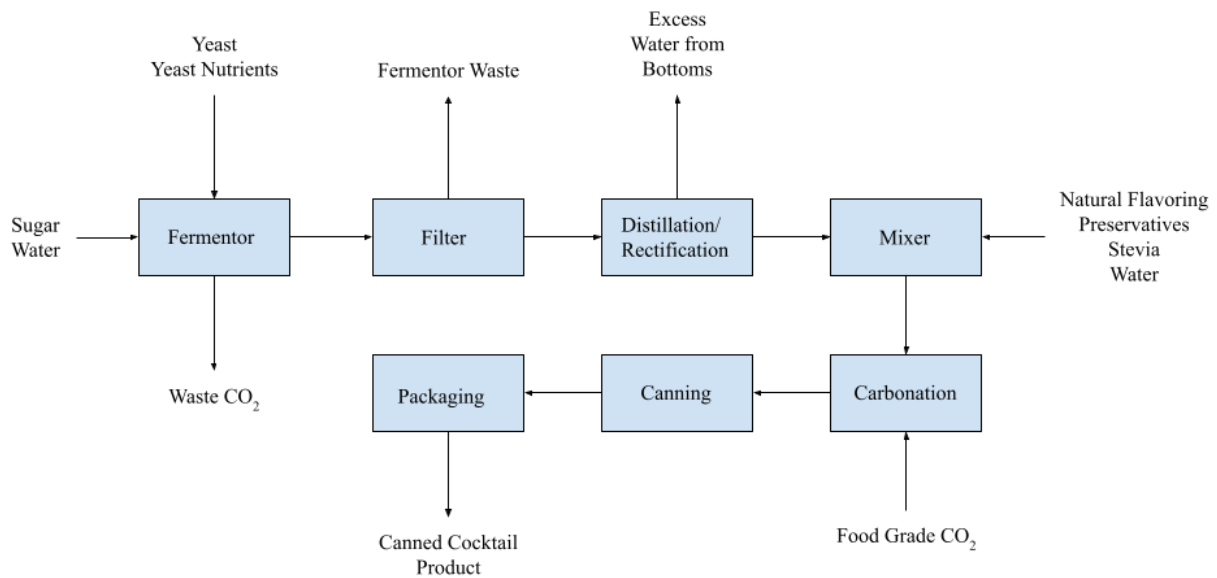 Yeast
Yeast Nutrients
Fermentor Waste
Excess
Water from
Bottoms
Sugar
Water
Fermentor
Filter
Distillation/
Rectification
Mixer
Natural Flavoring
Preservatives
Stevia
Water
Waste CO₂
Packaging
Canning
Carbonation
Canned Cocktail
Product
Food Grade CO₂